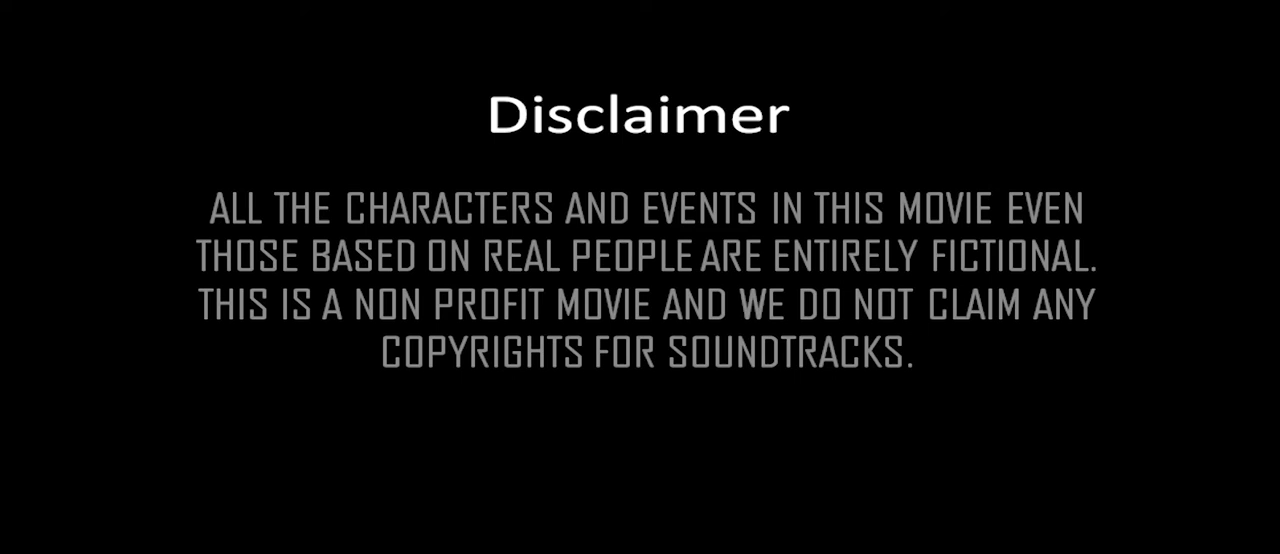 Disclaimer
ALL THE CHARACTERS AND EVENTS IN THIS MOVIE EVEN
THOSE BASED ON REAL PEOPLE ARE ENTIRELY FICTIONAL.
THIS IS A NON PROFIT MOVIE AND WE DO NOT CLAIM ANY
COPYRIGHTS FOR SOUNDTRACKS.